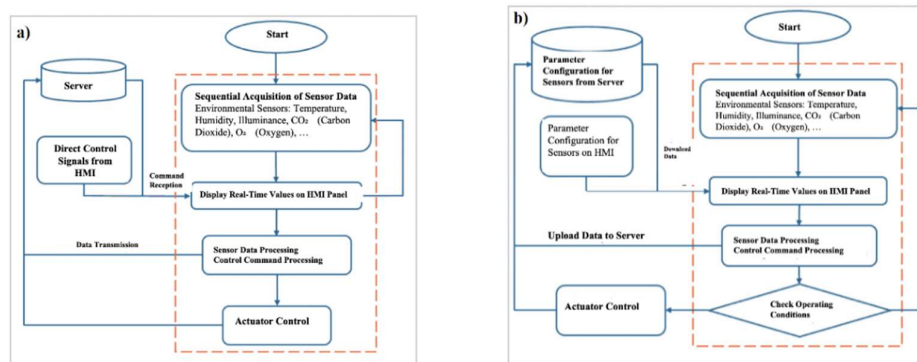 a)
Start
Server
Sequential Acquisition of Sensor Data
Environmental Sensors: Temperature,
Humidity, Illuminance, CO₂ (Carbon
Dioxide), O₂ (Oxygen), ...
Direct Control
Signals from
HMI
Command
Reception
Display Real-Time Values on HMI Panel
Data Transmission
Sensor Data Processing
Control Command Processing
Actuator Control
b)
Start
Parameter
Configuration for
Sensors from Server
Sequential Acquisition of Sensor Data
Environmental Sensors: Temperature,
Humidity, Illuminance, CO₂ (Carbon
Dioxide), O₂ (Oxygen), ...
Parameter
Configuration for
Sensors on HMI
Download
Data
Display Real-Time Values on HMI Panel
Upload Data to Server
Sensor Data Processing
Control Command Processing
Actuator Control
Check Operating
Conditions